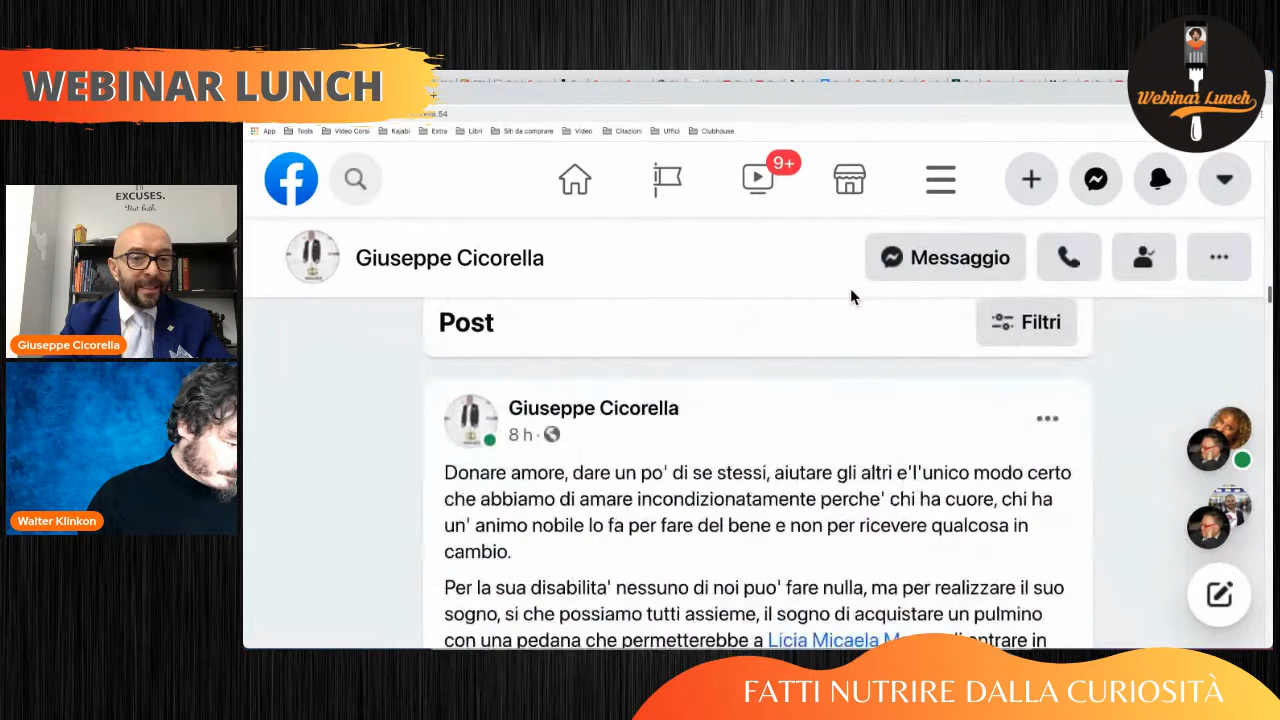 WEBINAR LUNCH
Webinar Lunch
App Tools Video Corsi Kajabi Extra Libri Siti da comprare Video Citazioni Uffici Clubhouse
9+
Giuseppe Cicorella
Messaggio
EXCUSES.
Not both.
Giuseppe Cicorella
Walter Klinkon
Post
Filtri
Giuseppe Cicorella
8 h ·
Donare amore, dare un po' di se stessi, aiutare gli altri e'l'unico modo certo
che abbiamo di amare incondizionatamente perche' chi ha cuore, chi ha
un' animo nobile lo fa per fare del bene e non per ricevere qualcosa in
cambio.
Per la sua disabilita' nessuno di noi puo' fare nulla, ma per realizzare il suo
sogno, si che possiamo tutti assieme, il sogno di acquistare un pulmino
con una pedana che permetterebbe a Licia Micaela entrare in
FATTI NUTRIRE DALLA CURIOSITÀ